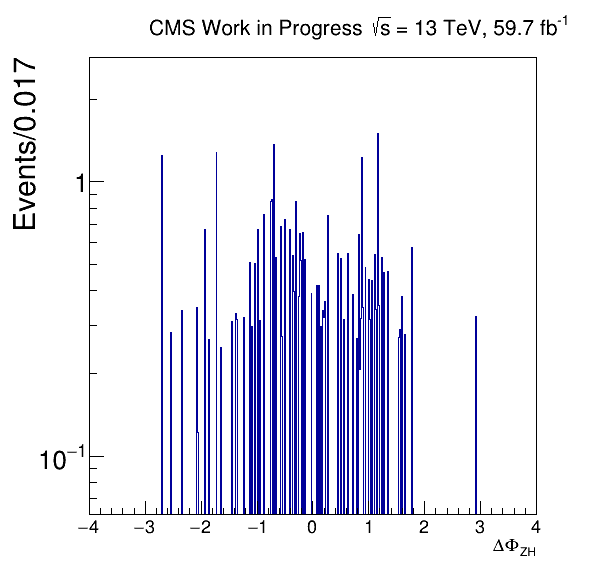 CMS Work in Progress √s = 13 TeV, 59.7 fb⁻¹
Events/0.017
1
10⁻¹
−4 −3 −2 −1 0 1 2 3 4
ΔΦ_ZH